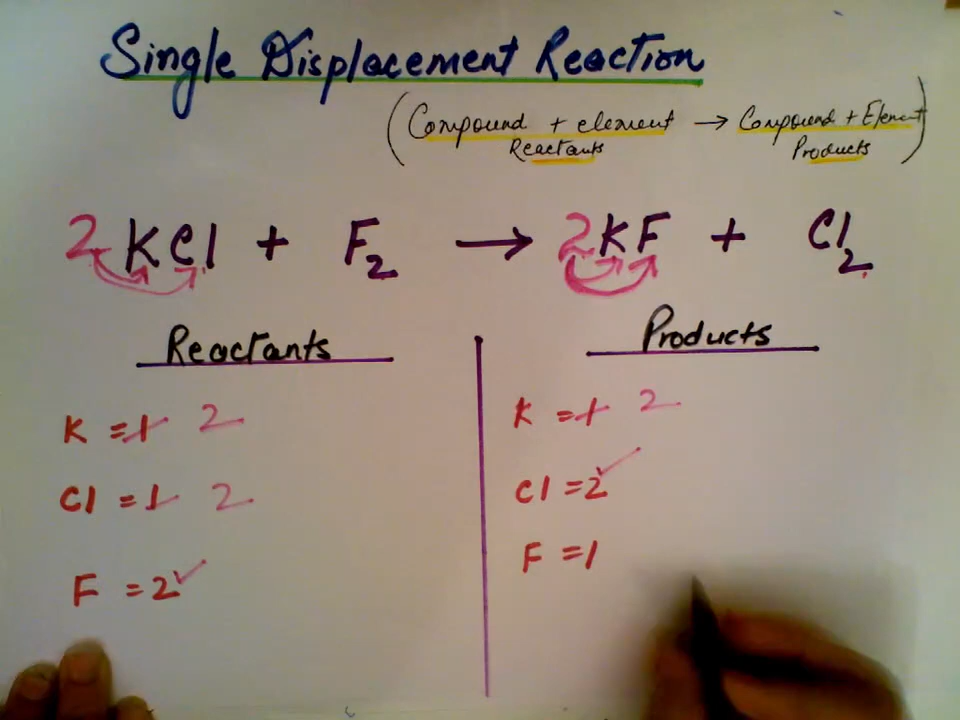 Single Displacement Reaction
(Compound + element → Compound + Element)
Reactants Products
2KCl + F₂ → 2KF + Cl₂
Reactants Products
K = 1 2 K = 1 2
Cl = 1 2 Cl = 2 ✓
F = 2 ✓ F = 1